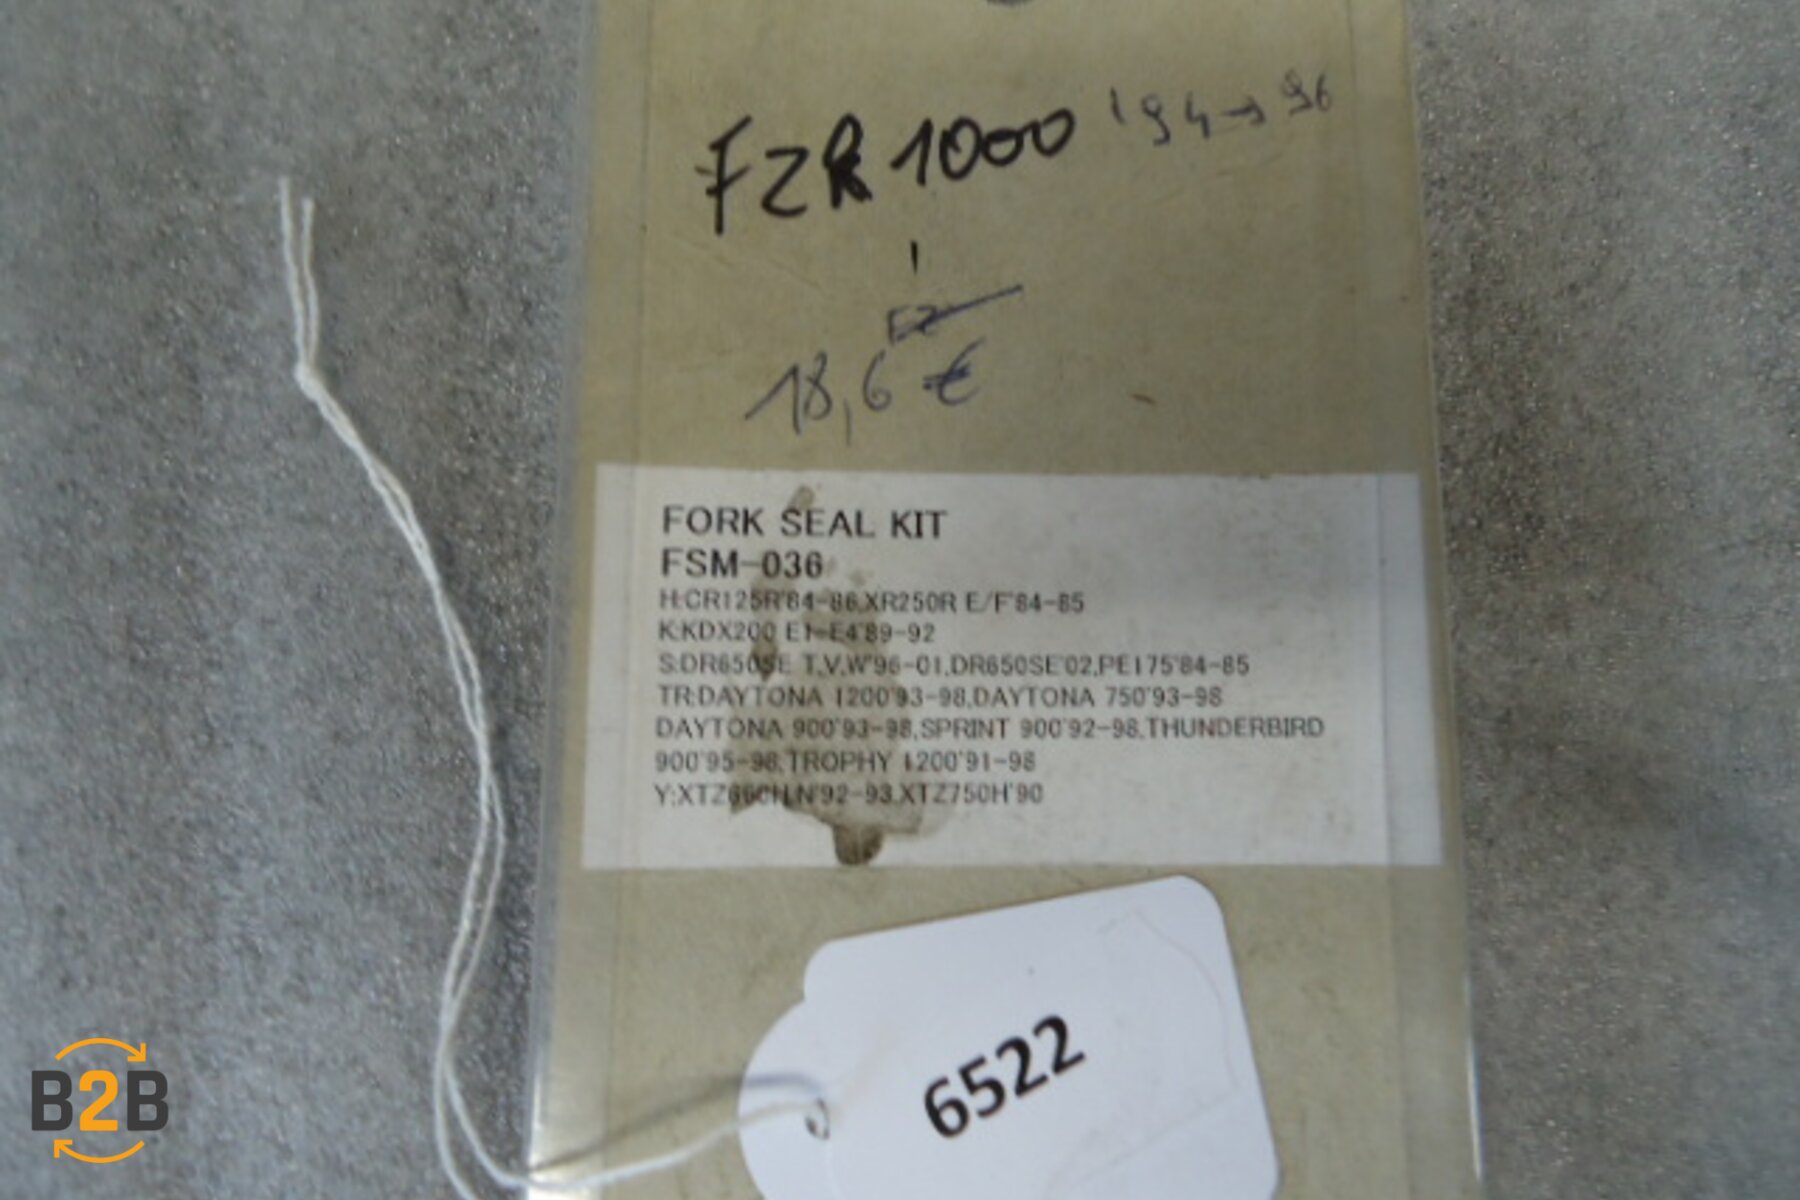 FZR 1000 '94→96
FZ
18,6 €
FORK SEAL KIT
FSM-036
H:CR125R'84-86,XR250R E/F'84-85
K:KDX200 E1-E4'89-92
S:DR650SE T,V,W'96-01,DR650SE'02,PE175'84-85
TR:DAYTONA 1200'93-98,DAYTONA 750'93-98
DAYTONA 900'93-98,SPRINT 900'92-98,THUNDERBIRD
900'95-98,TROPHY 1200'91-98
Y:XTZ660H,N'92-93,XTZ750H'90
6522
B2B